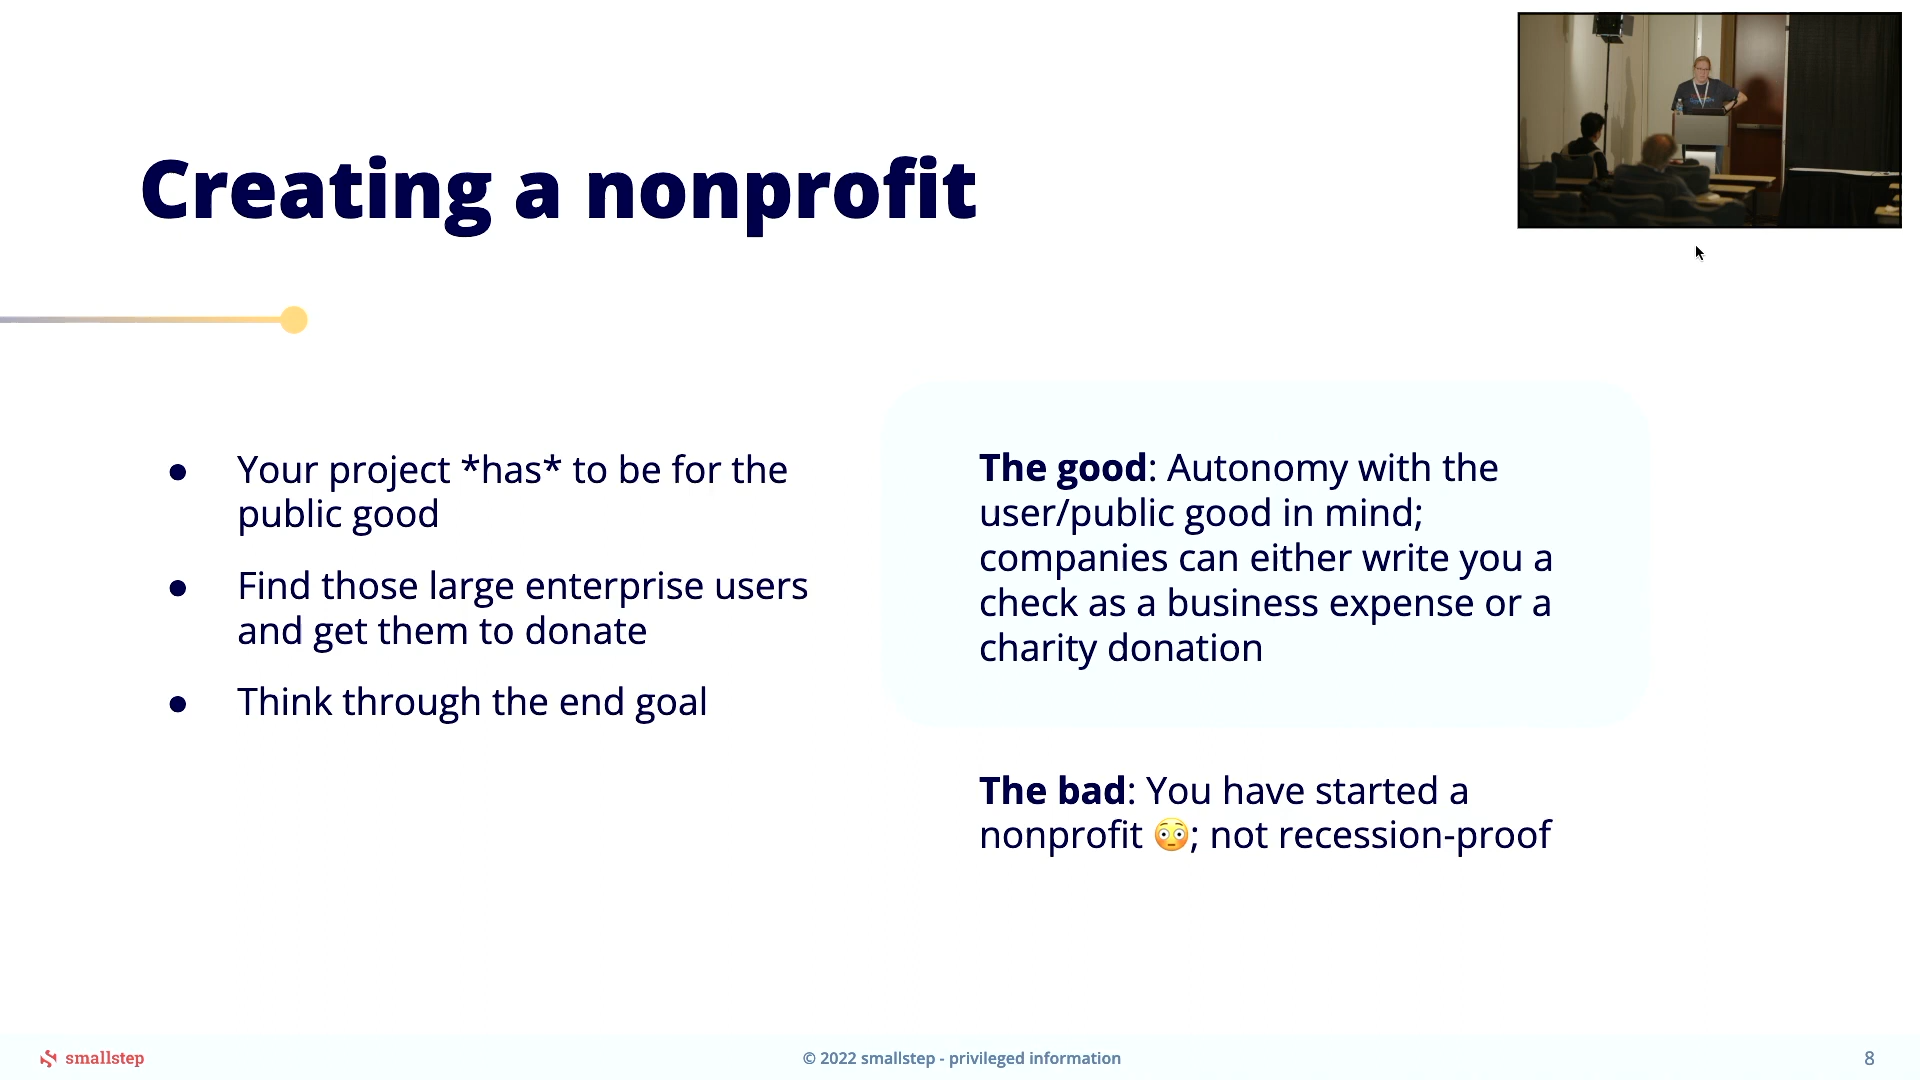 Creating a nonprofit
● Your project *has* to be for the
public good
● Find those large enterprise users
and get them to donate
● Think through the end goal
The good: Autonomy with the
user/public good in mind;
companies can either write you a
check as a business expense or a
charity donation
The bad: You have started a
nonprofit 😳; not recession-proof
smallstep
© 2022 smallstep - privileged information
8